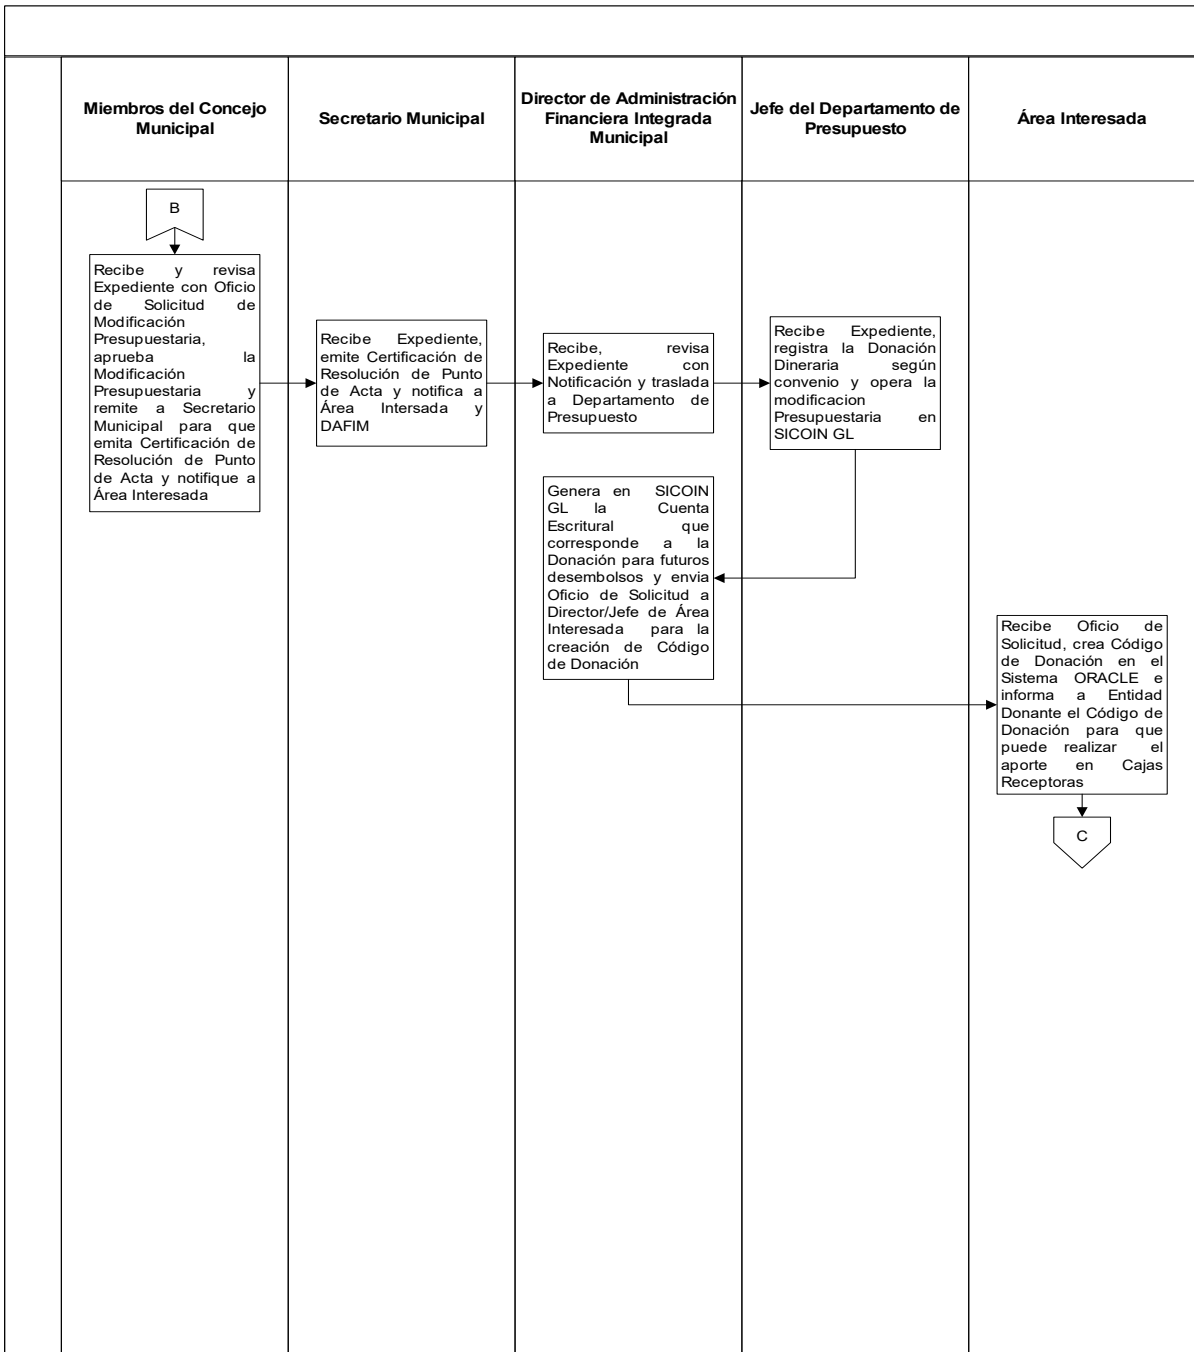 Miembros del Concejo
Municipal
Secretario Municipal
Director de Administración
Financiera Integrada
Municipal
Jefe del Departamento de
Presupuesto
Área Interesada
B
Recibe y revisa
Expediente con Oficio
de Solicitud de
Modificación
Presupuestaria,
aprueba la
Modificación
Presupuestaria y
remite a Secretario
Municipal para que
emita Certificación de
Resolución de Punto
de Acta y notifique a
Área Interesada
Recibe Expediente,
emite Certificación de
Resolución de Punto
de Acta y notifica a
Área Intersada y
DAFIM
Recibe, revisa
Expediente con
Notificación y traslada
a Departamento de
Presupuesto
Recibe Expediente,
registra la Donación
Dineraria según
convenio y opera la
modificacion
Presupuestaria en
SICOIN GL
Genera en SICOIN
GL la Cuenta
Escritural que
corresponde a la
Donación para futuros
desembolsos y envia
Oficio de Solicitud a
Director/Jefe de Área
Interesada para la
creación de Código
de Donación
Recibe Oficio de
Solicitud, crea Código
de Donación en el
Sistema ORACLE e
informa a Entidad
Donante el Código de
Donación para que
puede realizar el
aporte en Cajas
Receptoras
C